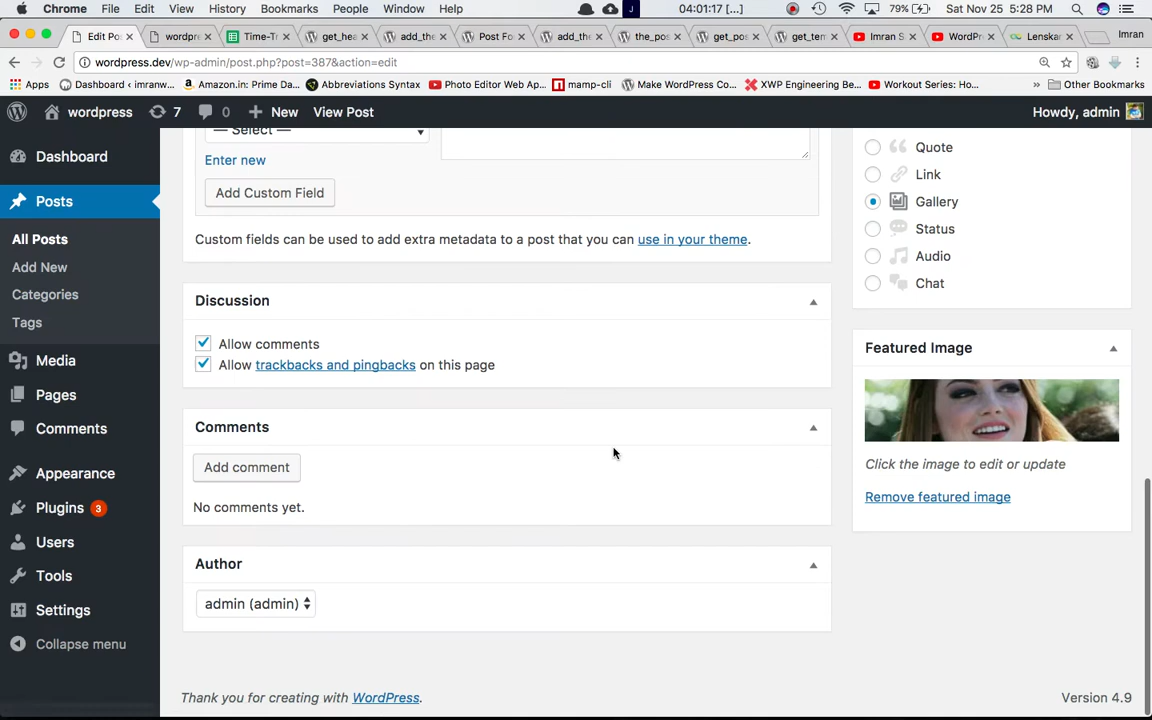 Chrome File Edit View History Bookmarks People Window Help 04:01:17 [...] 79% Sat Nov 25 5:28 PM
Edit Po wordpre Time-Tr get_hea add_the Post Fo add_the the_pos get_pos get_tem Imran S WordPr Lenskar Imran
wordpress.dev/wp-admin/post.php?post=387&action=edit
Apps Dashboard ‹ imranw... Amazon.in: Prime Da... Abbreviations Syntax Photo Editor Web Ap... mamp-cli Make WordPress Co... XWP Engineering Be... Workout Series: Ho... » Other Bookmarks
wordpress 7 0 New View Post Howdy, admin
Dashboard
Posts
All Posts
Add New
Categories
Tags
Media
Pages
Comments
Appearance
Plugins 3
Users
Tools
Settings
Collapse menu
— Select —
Enter new
Add Custom Field
Custom fields can be used to add extra metadata to a post that you can use in your theme.
Discussion
Allow comments
Allow trackbacks and pingbacks on this page
Comments
Add comment
No comments yet.
Author
admin (admin)
Quote
Link
Gallery
Status
Audio
Chat
Featured Image
Click the image to edit or update
Remove featured image
Thank you for creating with WordPress.
Version 4.9